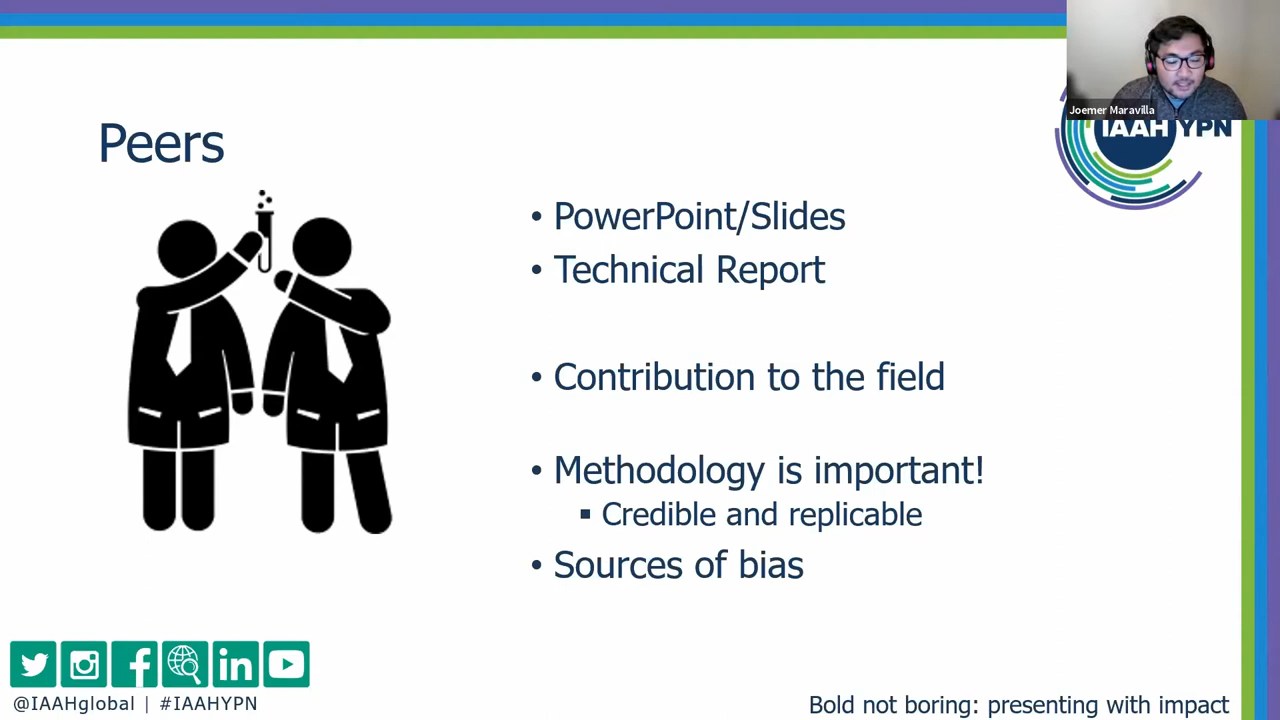 Joemer Maravilla
IAAH YPN
Peers
• PowerPoint/Slides
• Technical Report
• Contribution to the field
• Methodology is important!
▪ Credible and replicable
• Sources of bias
@IAAHglobal | #IAAHYPN
Bold not boring: presenting with impact